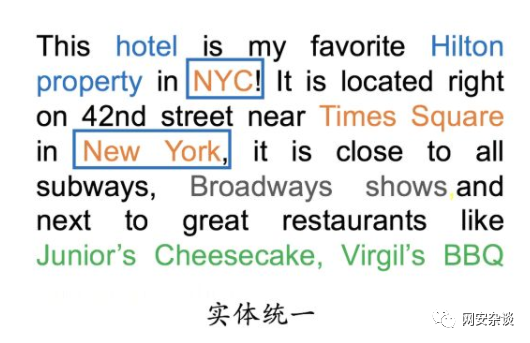 This hotel is my favorite Hilton
property in NYC! It is located right
on 42nd street near Times Square
in New York, it is close to all
subways, Broadways shows,and
next to great restaurants like
Junior's Cheesecake, Virgil's BBQ
实体统一
网安杂谈